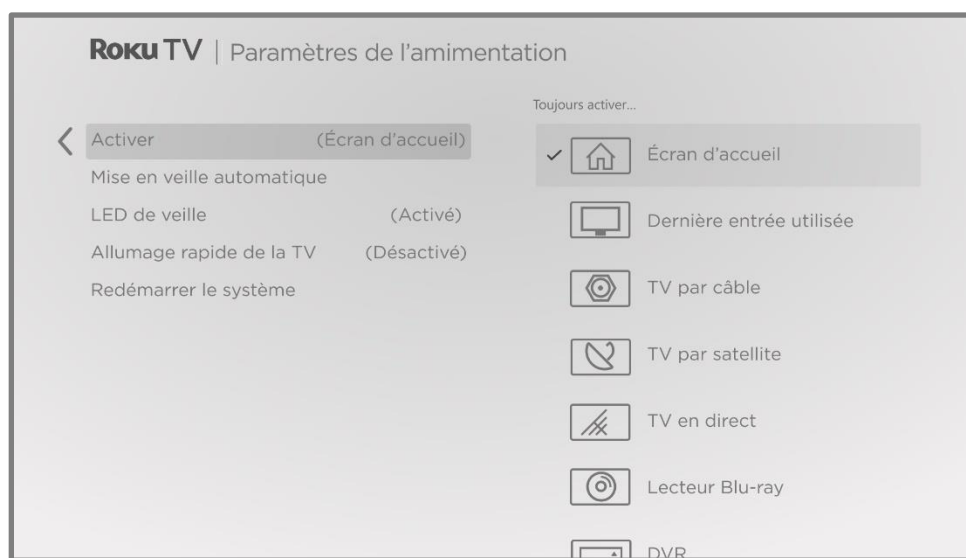 Roku TV | Paramètres de l'amimentation
Activer (Écran d'accueil)
Mise en veille automatique
LED de veille (Activé)
Allumage rapide de la TV (Désactivé)
Redémarrer le système
Toujours activer...
Écran d'accueil
Dernière entrée utilisée
TV par câble
TV par satellite
TV en direct
Lecteur Blu-ray
DVR